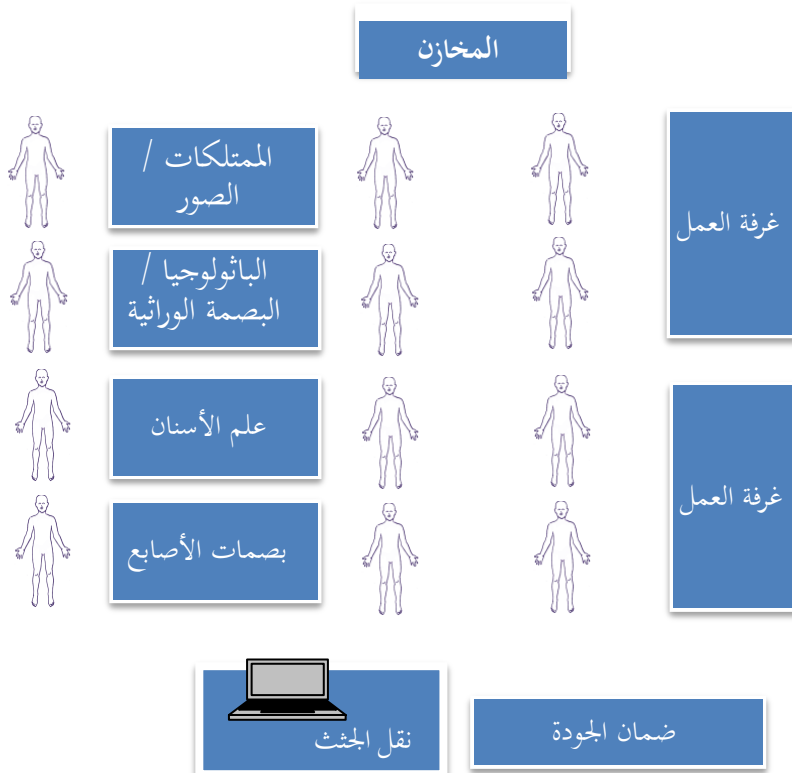 المخازن
الممتلكات /
الصور
غرفة العمل
الباثولوجيا /
البصمة الوراثية
علم الأسنان
غرفة العمل
بصمات الأصابع
نقل الجثث
ضمان الجودة